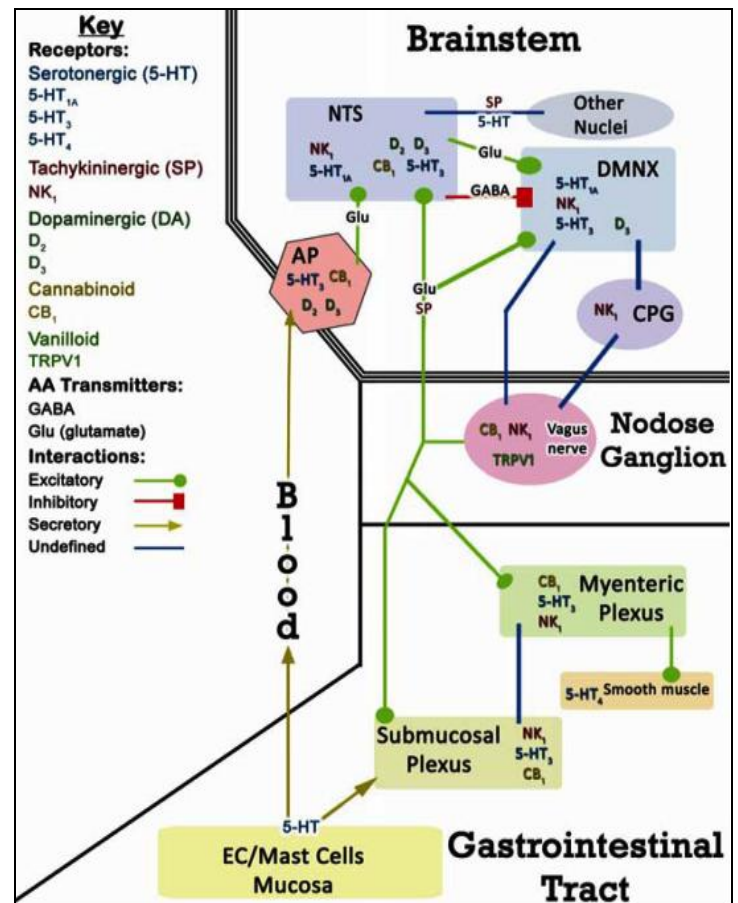 Key
Receptors:
Serotonergic (5-HT)
5-HT₁A
5-HT₃
5-HT₄
Tachykininergic (SP)
NK₁
Dopaminergic (DA)
D₂
D₃
Cannabinoid
CB₁
Vanilloid
TRPV1
AA Transmitters:
GABA
Glu (glutamate)
Interactions:
Excitatory
Inhibitory
Secretory
Undefined
Brainstem
NTS
NK₁ D₂ D₃
5-HT₁A CB₁ 5-HT₃
SP
5-HT
Other
Nuclei
Glu
GABA
DMNX
5-HT₁A
NK₁
5-HT₃ D₃
Glu
AP
5-HT₃ CB₁
D₂ D₃
Glu
SP
NK₁ CPG
CB₁ NK₁ Vagus
nerve
TRPV1
Nodose
Ganglion
Blood
CB₁
5-HT₃
NK₁
Myenteric
Plexus
5-HT₄ Smooth muscle
Submucosal
Plexus
NK₁
5-HT₃
CB₁
5-HT
EC/Mast Cells
Mucosa
Gastrointestinal
Tract